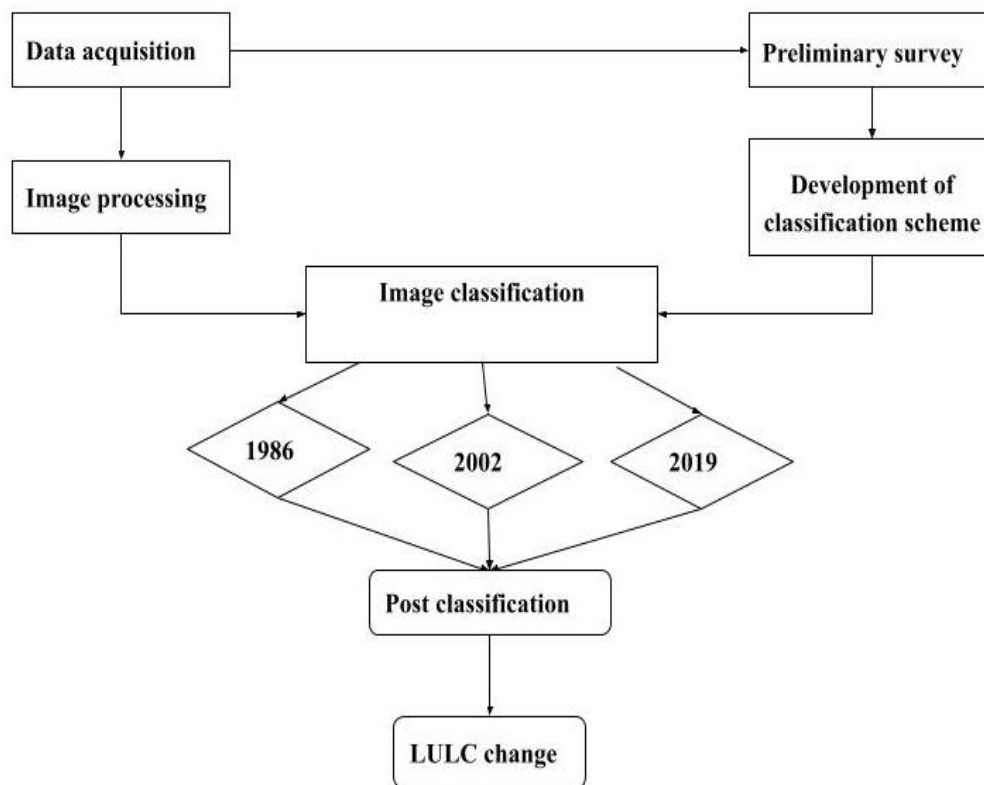 Data acquisition
Preliminary survey
Image processing
Development of
classification scheme
Image classification
1986
2002
2019
Post classification
LULC change